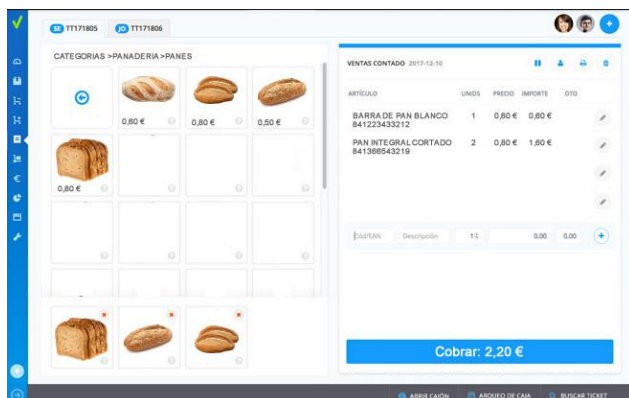 SE TT171805
JO TT171806
CATEGORIAS >PANADERIA>PANES
0,60 €
0,80 €
0,50 €
0,80 €
VENTAS CONTADO 2017-12-10
ARTÍCULO UNIDS PRECIO IMPORTE DTO
BARRA DE PAN BLANCO 1 0,60 € 0,60 €
841223433212
PAN INTEGRAL CORTADO 2 0,80 € 1,60 €
841366543219
Cód/EAN Descripción 1 0.00 0.00
Cobrar: 2,20 €
ABRIR CAJÓN ARQUEO DE CAJA BUSCAR TICKET